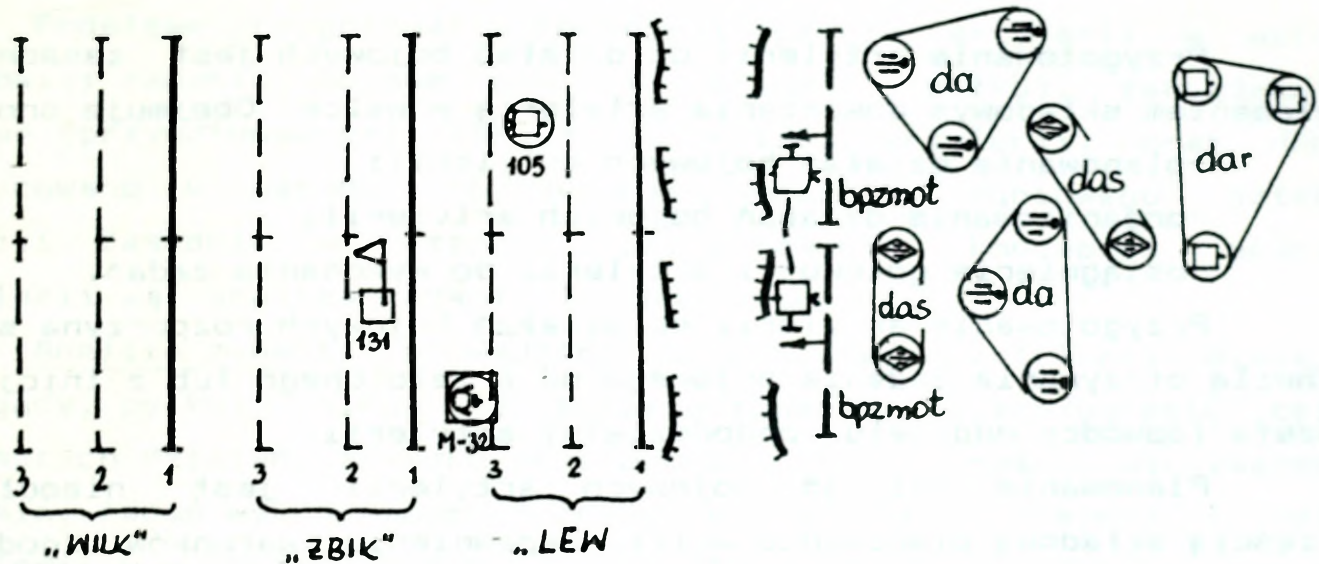 da
da
das
das
dar
bpzmot
bpzmot
105
131
M-32
3 2 1 3 2 1 3 2 1
„WILK" „ŻBIK" „LEW